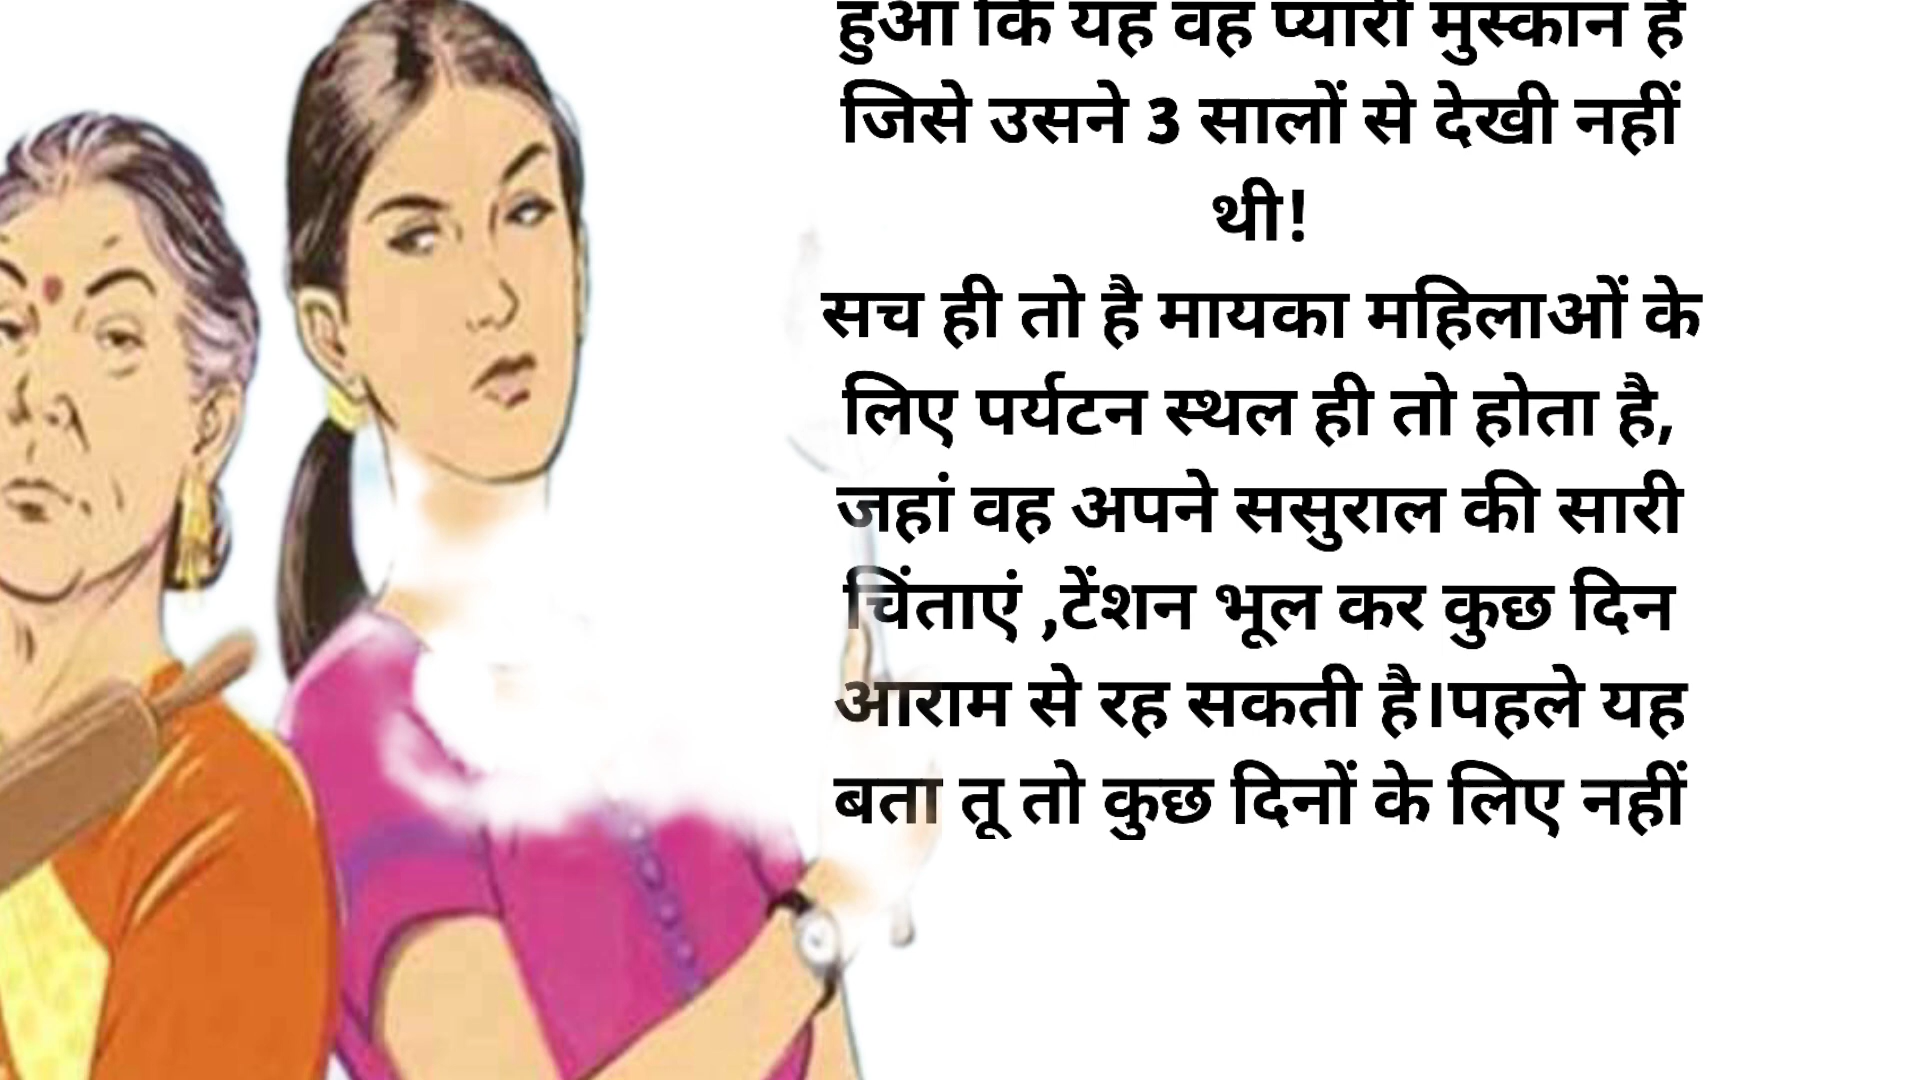 हुआ कि यह वह प्यारी मुस्कान है
जिसे उसने 3 सालों से देखी नहीं
थी!
सच ही तो है मायका महिलाओं के
लिए पर्यटन स्थल ही तो होता है,
जहां वह अपने ससुराल की सारी
चिंताएं ,टेंशन भूल कर कुछ दिन
आराम से रह सकती है।पहले यह
बता तू तो कुछ दिनों के लिए नहीं